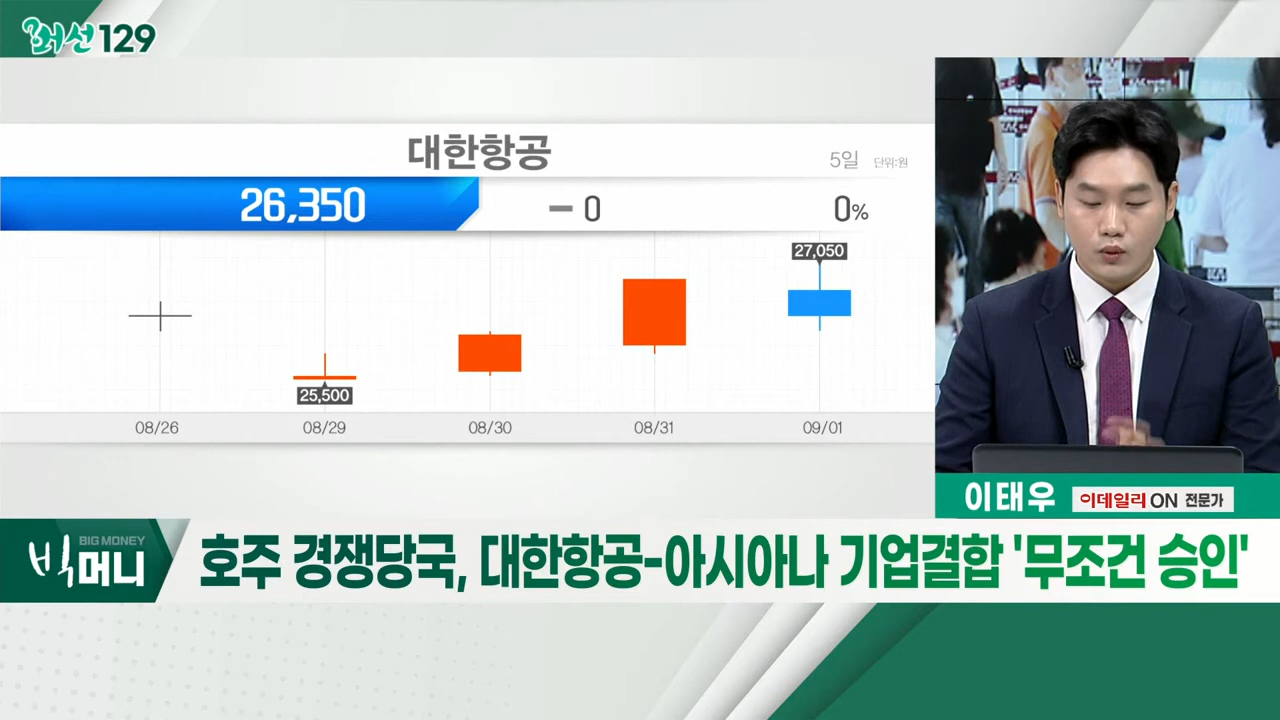 머선129
대한항공
5일 단위:원
26,350
0
0%
27,050
25,500
08/26 08/29 08/30 08/31 09/01
이태우 이데일리ON 전문가
BIG MONEY
빅머니
호주 경쟁당국, 대한항공-아시아나 기업결합 '무조건 승인'